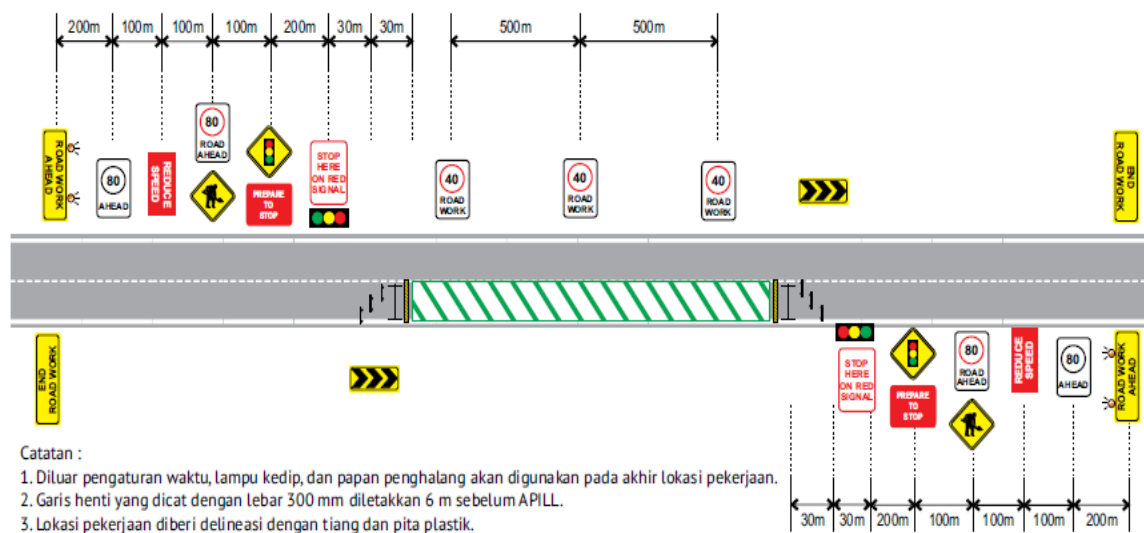 200m 100m 100m 100m 200m 30m 30m 500m 500m
ROAD WORK
AHEAD
80
AHEAD
REDUCE
SPEED
80
ROAD
AHEAD
PREPARE
TO
STOP
STOP
HERE
ON RED
SIGNAL
40
ROAD
WORK
40
ROAD
WORK
40
ROAD
WORK
END
ROAD WORK
END
ROAD WORK
STOP
HERE
ON RED
SIGNAL
PREPARE
TO
STOP
80
ROAD
AHEAD
REDUCE
SPEED
80
AHEAD
ROAD WORK
AHEAD
Catatan :
1. Diluar pengaturan waktu, lampu kedip, dan papan penghalang akan digunakan pada akhir lokasi pekerjaan.
2. Garis henti yang dicat dengan lebar 300 mm diletakkan 6 m sebelum APILL.
3. Lokasi pekerjaan diberi delineasi dengan tiang dan pita plastik.
30m 30m 200m 100m 100m 100m 200m